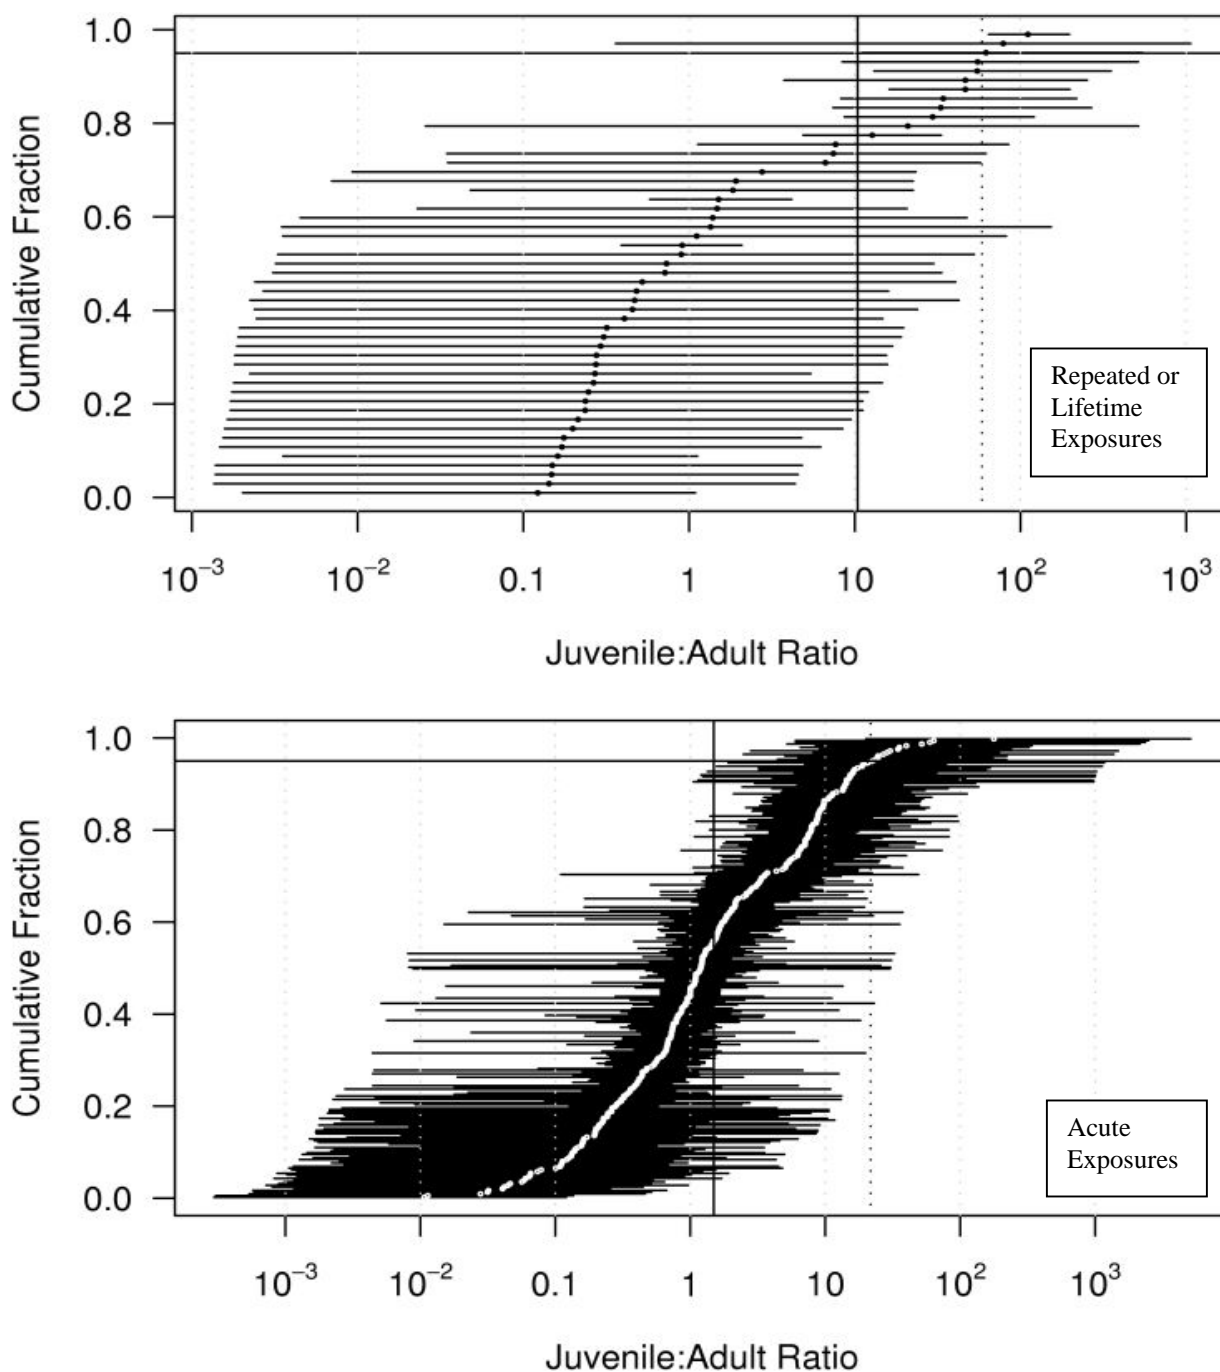 1.0
0.8
0.6
0.4
0.2
0.0
Cumulative Fraction
Repeated or
Lifetime
Exposures
10⁻³ 10⁻² 0.1 1 10 10² 10³
Juvenile:Adult Ratio
1.0
0.8
0.6
0.4
0.2
0.0
Cumulative Fraction
Acute
Exposures
10⁻³ 10⁻² 0.1 1 10 10² 10³
Juvenile:Adult Ratio